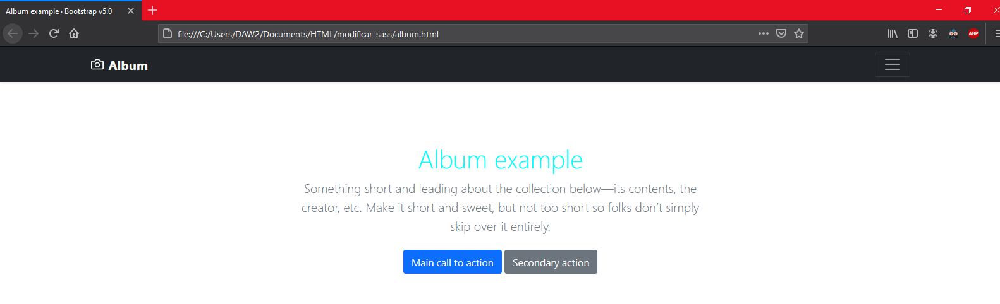 Album example · Bootstrap v5.0
file:///C:/Users/DAW2/Documents/HTML/modificar_sass/album.html
ABP
Album
Album example
Something short and leading about the collection below—its contents, the
creator, etc. Make it short and sweet, but not too short so folks don’t simply
skip over it entirely.
Main call to action
Secondary action